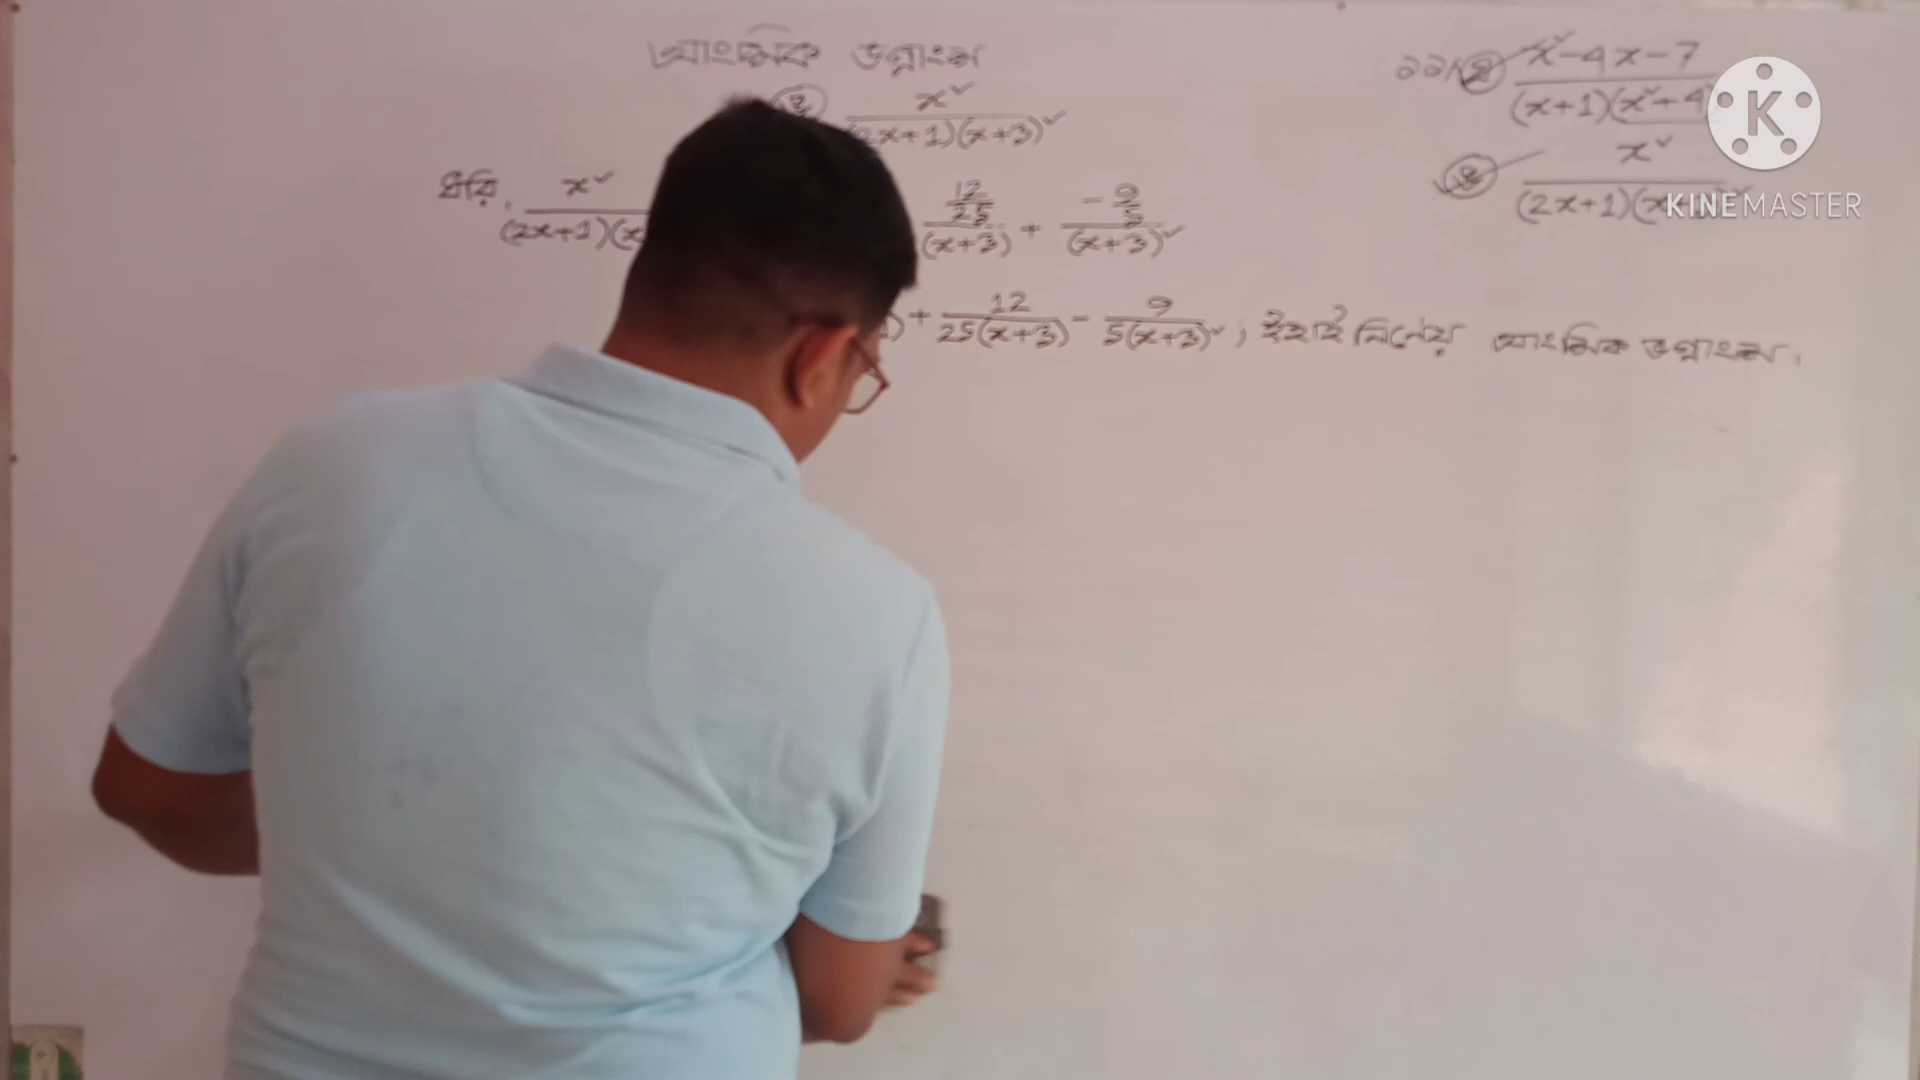 আংশিক ভগ্নাংশ
x²
2x+1)(x+3)²
ধরি, x² / (2x+1)(x
12/25 / (x+3) + -9/5 / (x+3)²
) + 12 / 25(x+3) - 9 / 5(x+3)² ; ইহাই নির্ণেয় আংশিক ভগ্নাংশ।
১১। x²-4x-7 / (x+1)(x²+4)
x² / (2x+1)(x
K
KINEMASTER